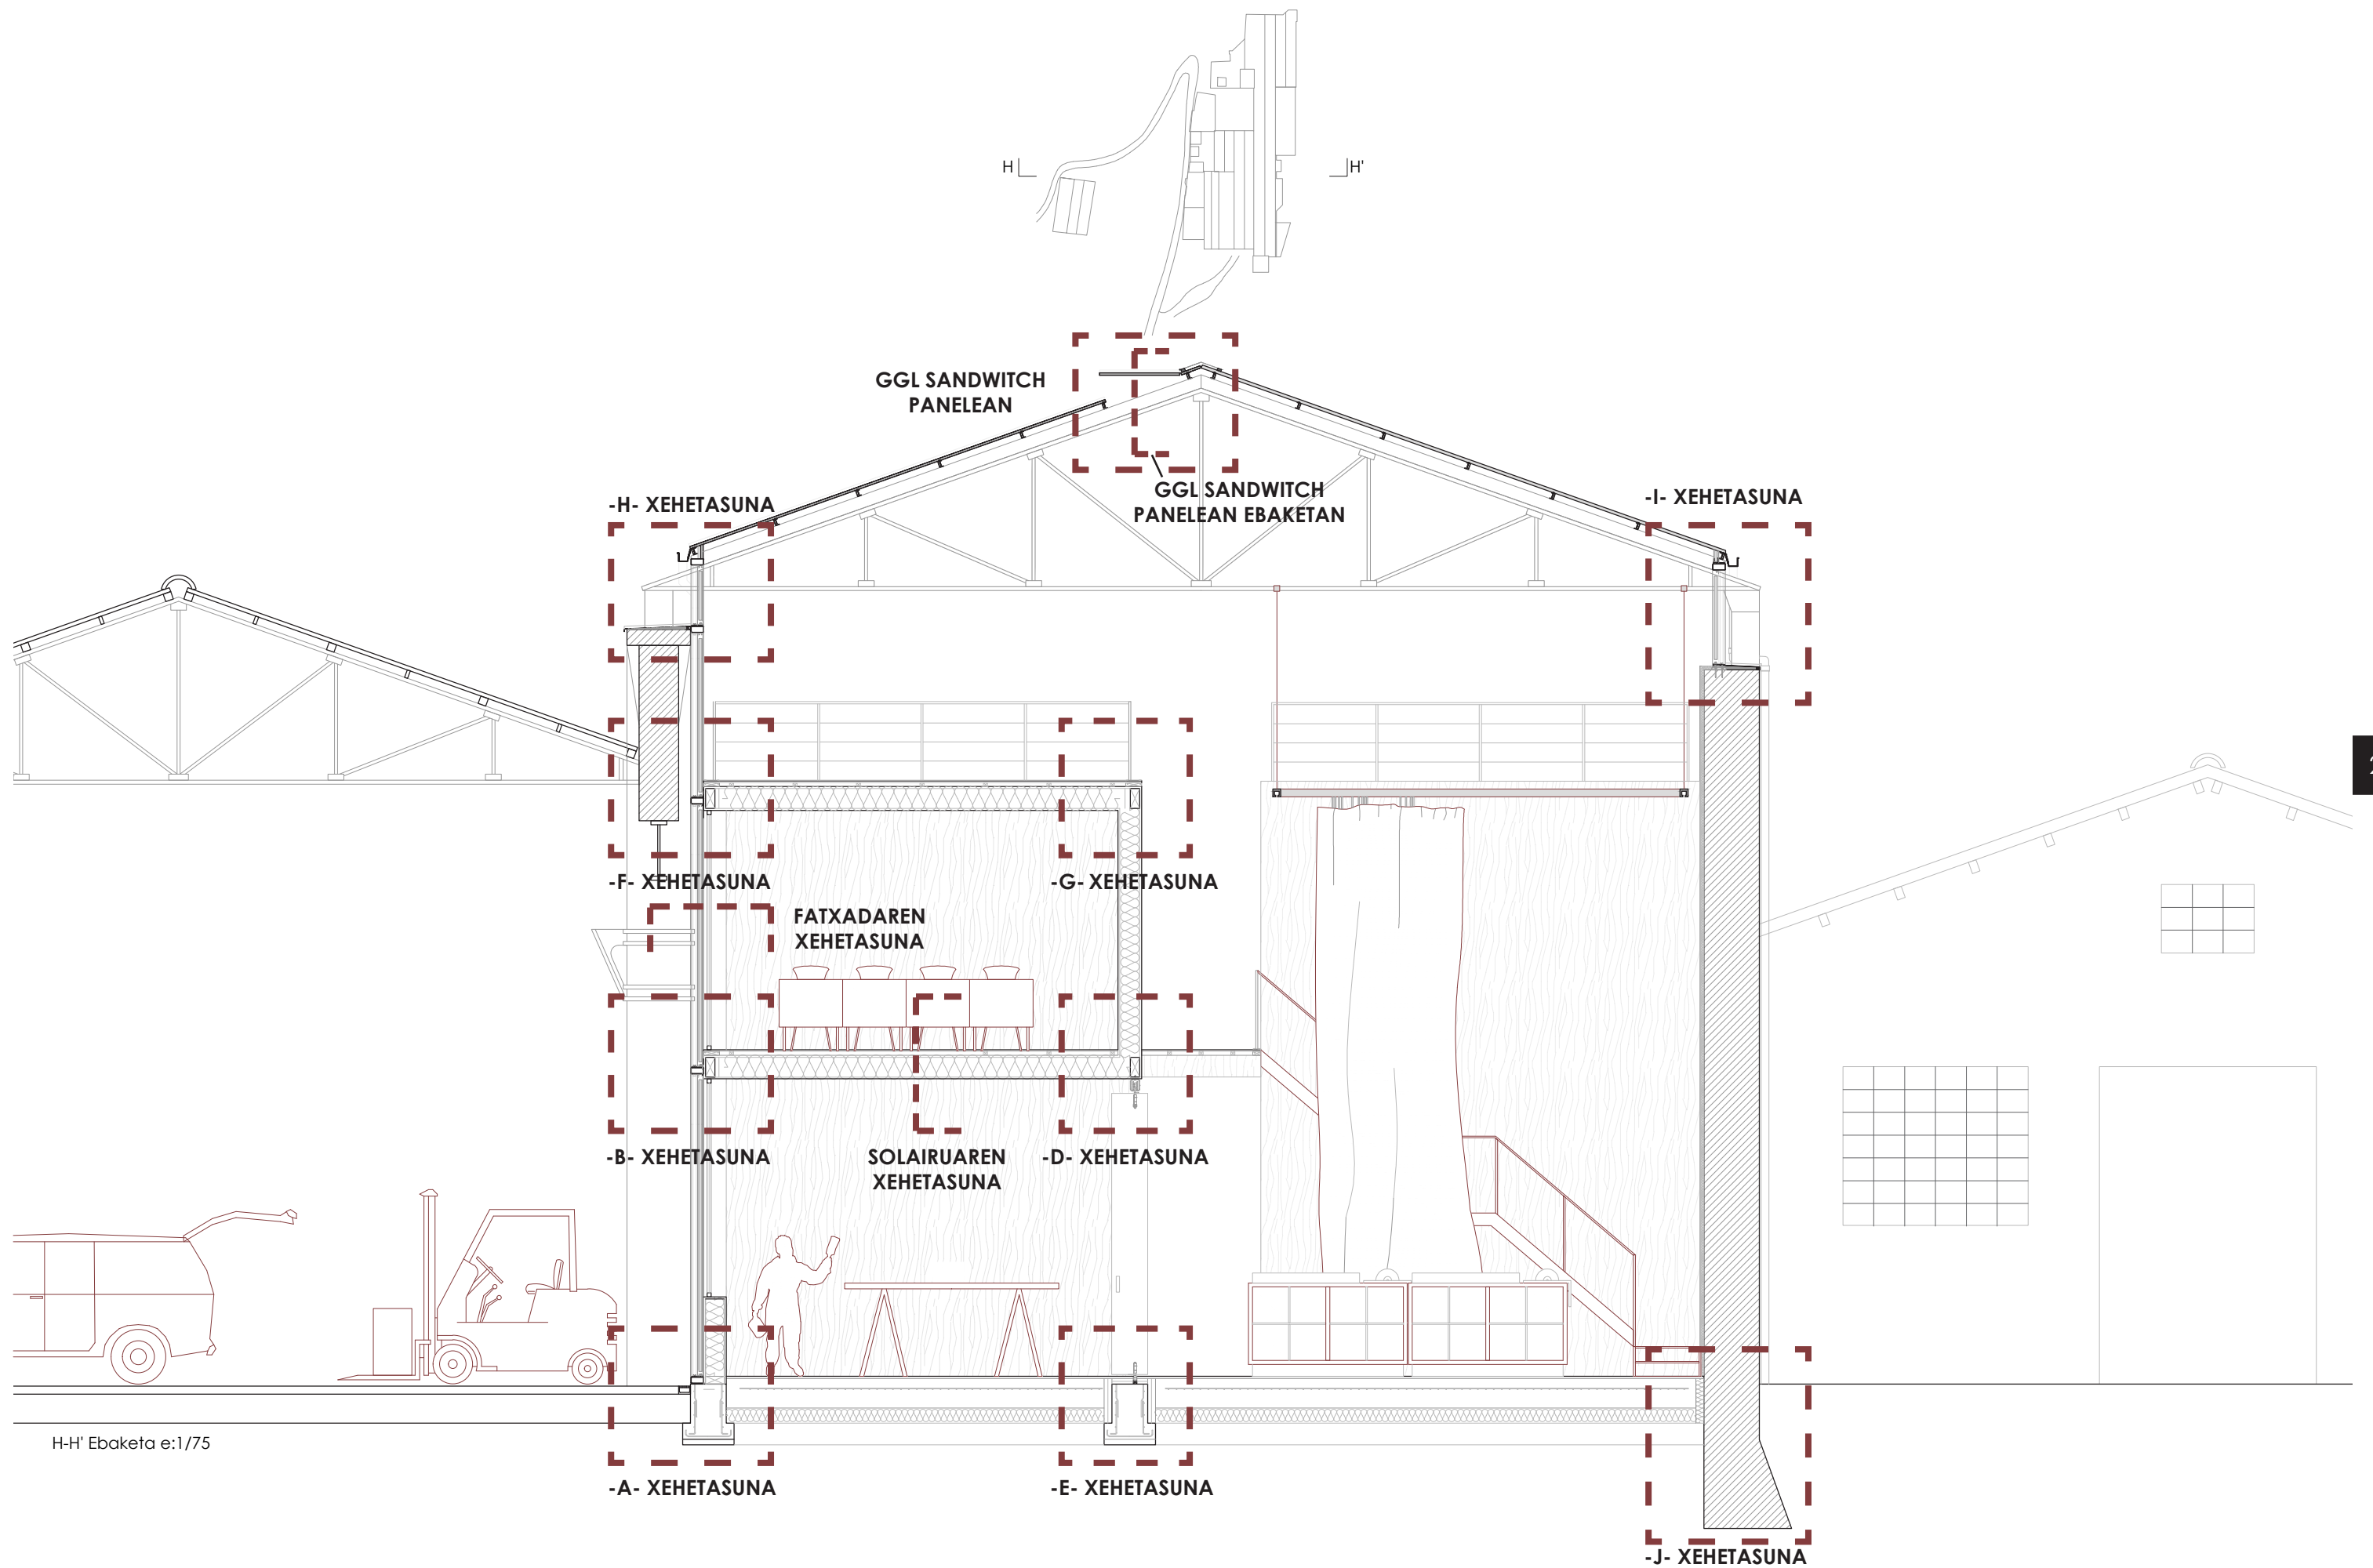 H
H'
GGL SANDWITCH
PANELEAN
GGL SANDWITCH
PANELEAN EBAKETAN
-H- XEHETASUNA
-I- XEHETASUNA
2
-F- XEHETASUNA
-G- XEHETASUNA
FATXADAREN
XEHETASUNA
-B- XEHETASUNA
SOLAIRUAREN
XEHETASUNA
-D- XEHETASUNA
H-H' Ebaketa e:1/75
-A- XEHETASUNA
-E- XEHETASUNA
-J- XEHETASUNA